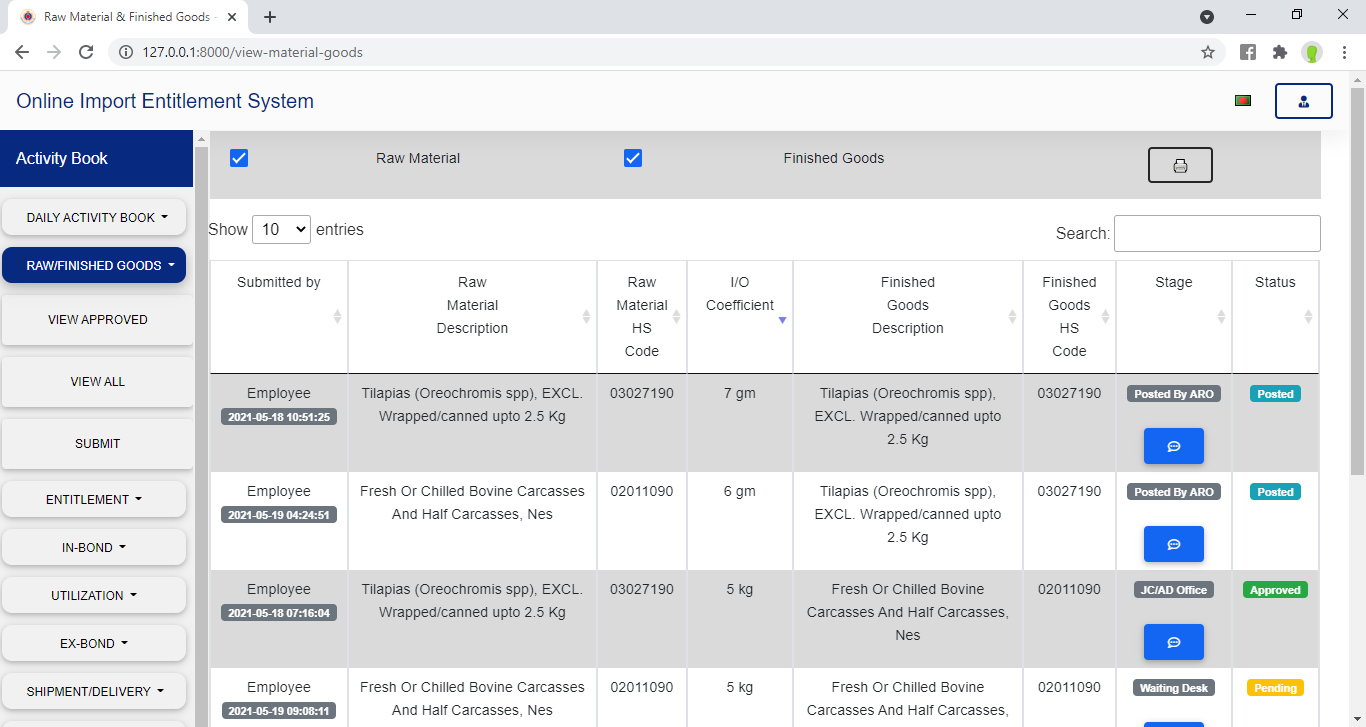 Raw Material & Finished Goods
127.0.0.1:8000/view-material-goods
Online Import Entitlement System
Activity Book
DAILY ACTIVITY BOOK
RAW/FINISHED GOODS
VIEW APPROVED
VIEW ALL
SUBMIT
ENTITLEMENT
IN-BOND
UTILIZATION
EX-BOND
SHIPMENT/DELIVERY
Raw Material
Finished Goods
Show 10 entries
Search:
Submitted by
Raw
Material
Description
Raw
Material
HS
Code
I/O
Coefficient
Finished
Goods
Description
Finished
Goods
HS
Code
Stage
Status
Employee
2021-05-18 10:51:25
Tilapias (Oreochromis spp), EXCL.
Wrapped/canned upto 2.5 Kg
03027190
7 gm
Tilapias (Oreochromis spp),
EXCL. Wrapped/canned upto
2.5 Kg
03027190
Posted By ARO
Posted
Employee
2021-05-19 04:24:51
Fresh Or Chilled Bovine Carcasses
And Half Carcasses, Nes
02011090
6 gm
Tilapias (Oreochromis spp),
EXCL. Wrapped/canned upto
2.5 Kg
03027190
Posted By ARO
Posted
Employee
2021-05-18 07:16:04
Tilapias (Oreochromis spp), EXCL.
Wrapped/canned upto 2.5 Kg
03027190
5 kg
Fresh Or Chilled Bovine
Carcasses And Half Carcasses,
Nes
02011090
JC/AD Office
Approved
Employee
2021-05-19 09:08:11
Fresh Or Chilled Bovine Carcasses
And Half Carcasses, Nes
02011090
5 kg
Fresh Or Chilled Bovine
Carcasses And Half Carcasses,
02011090
Waiting Desk
Pending